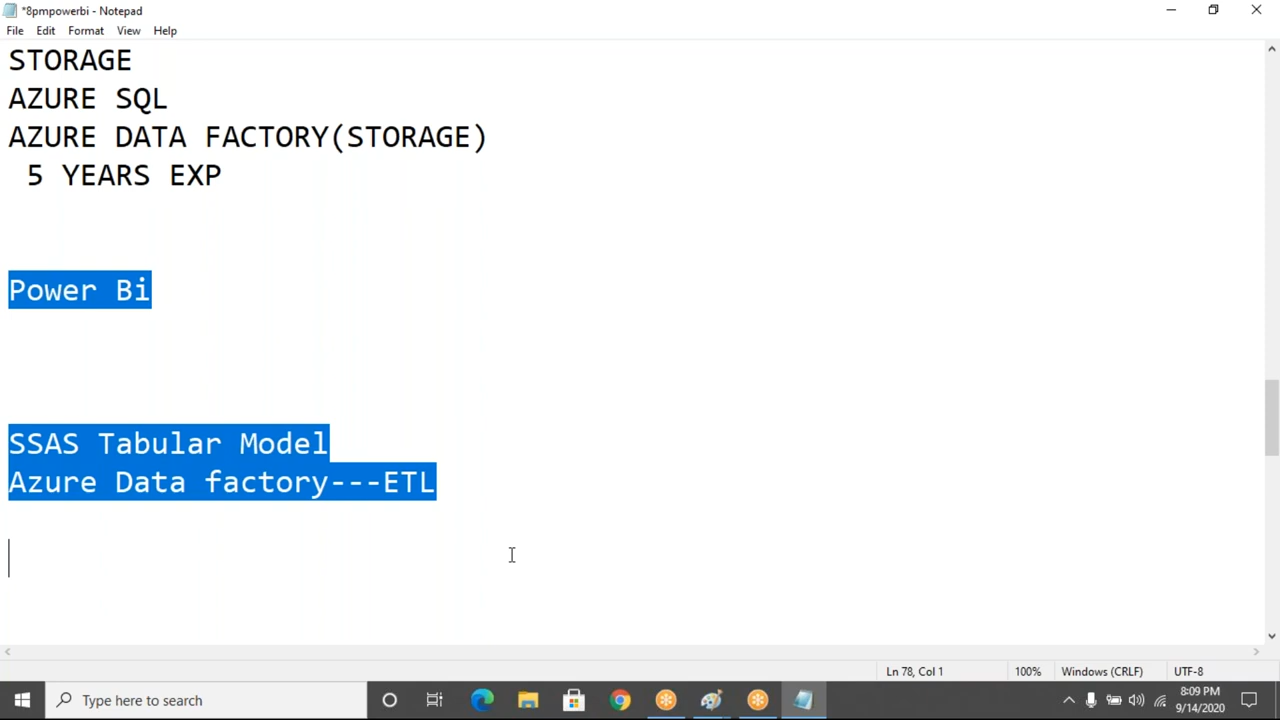 *8pmpowerbi - Notepad
File Edit Format View Help
STORAGE
AZURE SQL
AZURE DATA FACTORY(STORAGE)
5 YEARS EXP
Power Bi
SSAS Tabular Model
Azure Data factory---ETL
Ln 78, Col 1 100% Windows (CRLF) UTF-8
Type here to search
8:09 PM
9/14/2020